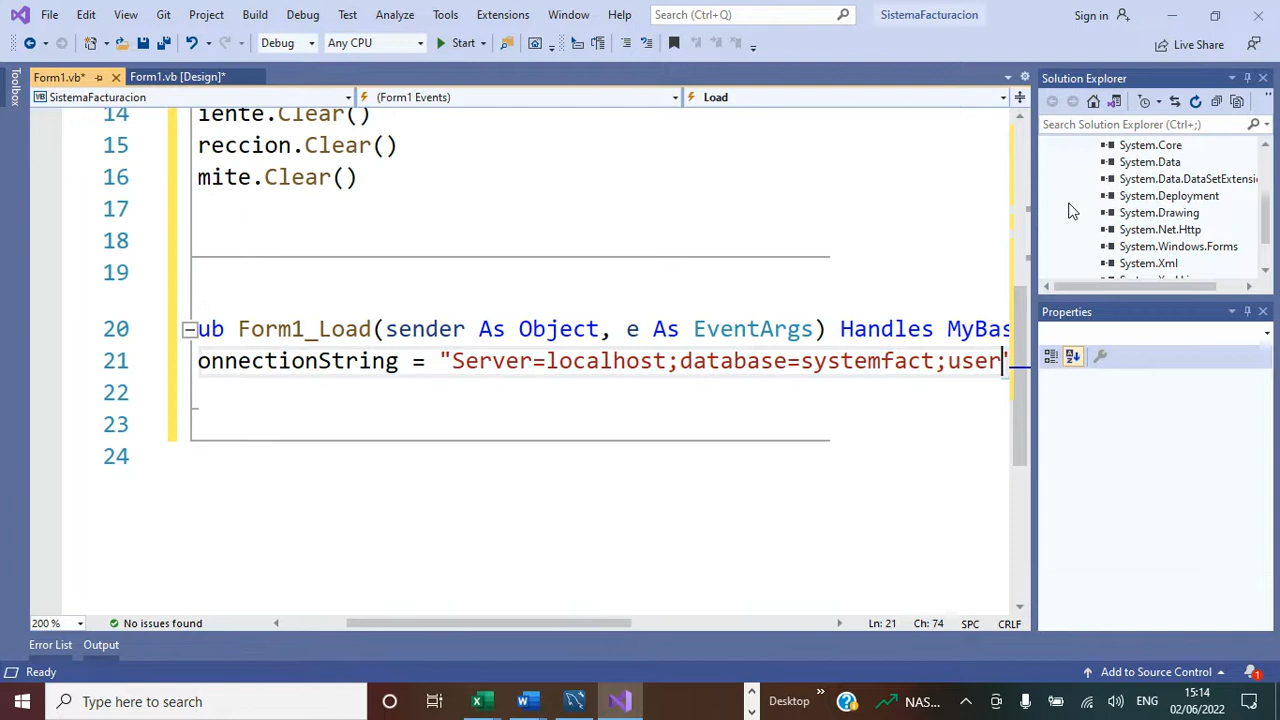 File Edit View Git Project Build Debug Test Analyze Tools Extensions Window Help Search (Ctrl+Q) SistemaFacturacion Sign in
Debug Any CPU Start Live Share
Form1.vb* Form1.vb [Design]* Solution Explorer
SistemaFacturacion (Form1 Events) Load
Search Solution Explorer (Ctrl+;)
14 iente.Clear()
15 reccion.Clear()
16 mite.Clear()
17
18
19
20 ub Form1_Load(sender As Object, e As EventArgs) Handles MyBas
21 onnectionString = "Server=localhost;database=systemfact;user"
22
23
24
System.Core
System.Data
System.Data.DataSetExtensi
System.Deployment
System.Drawing
System.Net.Http
System.Windows.Forms
System.Xml
Properties
200 % No issues found Ln: 21 Ch: 74 SPC CRLF
Error List Output
Ready Add to Source Control 1
Type here to search Desktop NAS... ENG 15:14
02/06/2022
Toolbox